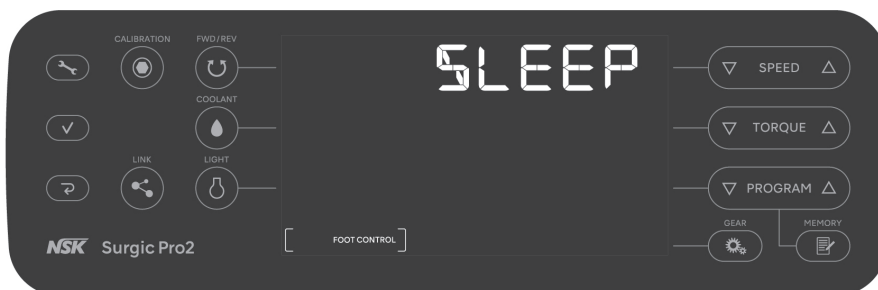 CALIBRATION
FWD/REV
SLEEP
SPEED
COOLANT
TORQUE
LINK
LIGHT
PROGRAM
GEAR
MEMORY
NSK Surgic Pro2
FOOT CONTROL